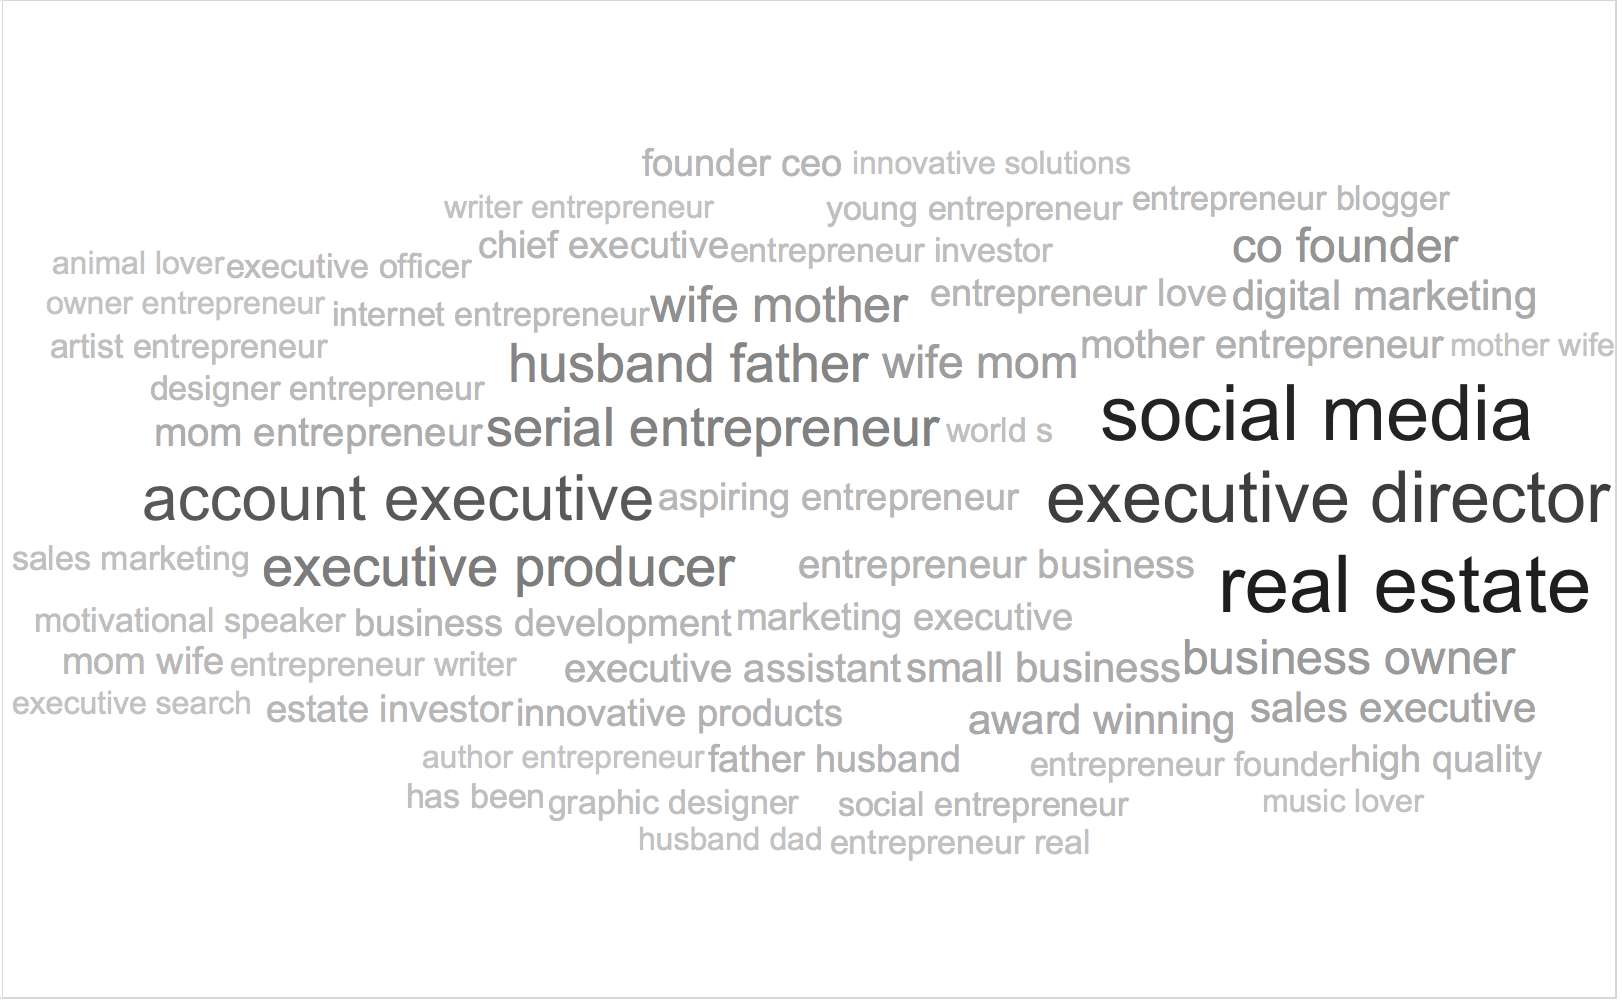 founder ceo innovative solutions
writer entrepreneur young entrepreneur entrepreneur blogger
chief executive entrepreneur investor co founder
animal lover executive officer
owner entrepreneur internet entrepreneur wife mother entrepreneur love digital marketing
artist entrepreneur husband father wife mom mother entrepreneur mother wife
designer entrepreneur
mom entrepreneur serial entrepreneur world s social media
account executive aspiring entrepreneur executive director
sales marketing executive producer entrepreneur business real estate
motivational speaker business development marketing executive
mom wife entrepreneur writer executive assistant small business business owner
executive search estate investor innovative products award winning sales executive
author entrepreneur father husband entrepreneur founder high quality
has been graphic designer social entrepreneur music lover
husband dad entrepreneur real